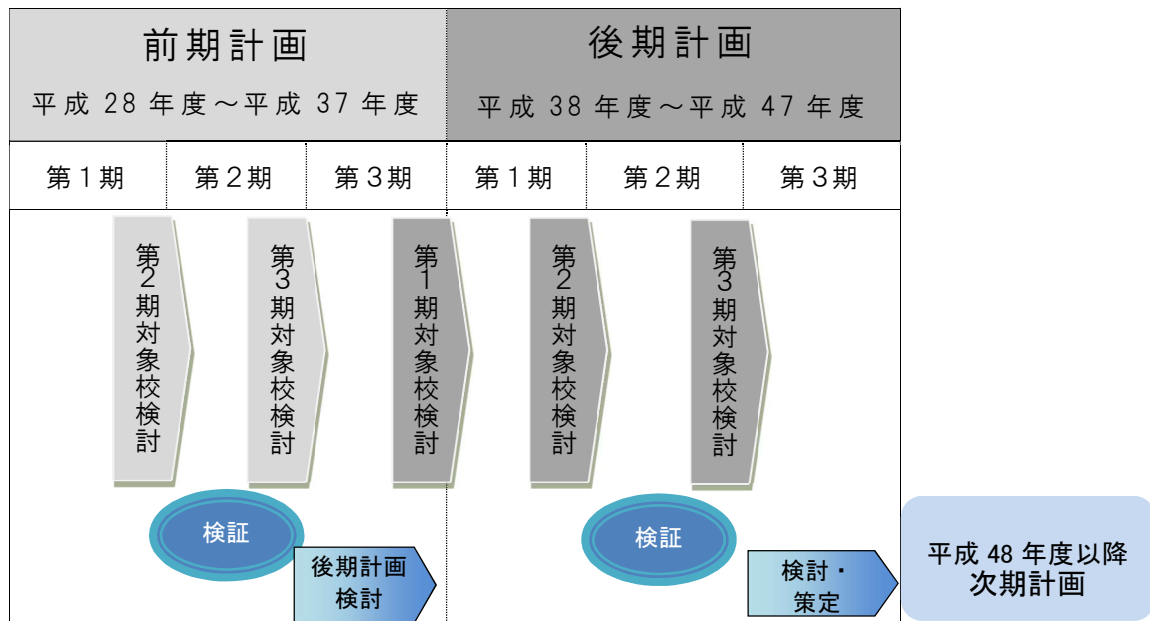 前期計画
平成 28 年度～平成 37 年度
後期計画
平成 38 年度～平成 47 年度
第１期
第２期
第３期
第１期
第２期
第３期
第２期対象校検討
第３期対象校検討
第１期対象校検討
第２期対象校検討
第３期対象校検討
検証
後期計画
検討
検証
検討・
策定
平成 48 年度以降
次期計画